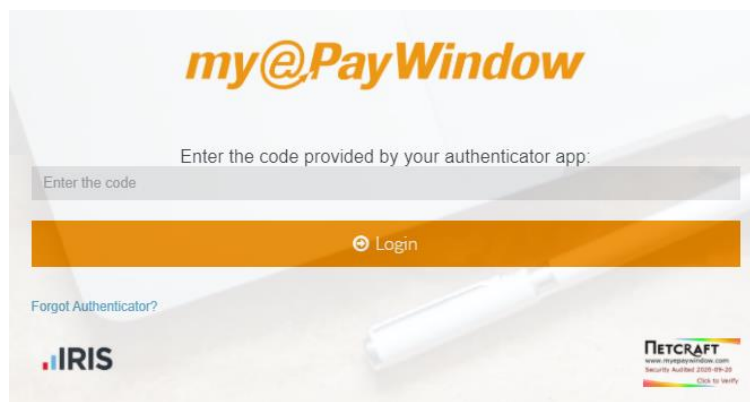 my@PayWindow
Enter the code provided by your authenticator app:
Enter the code
Login
Forgot Authenticator?
IRIS
NETCRAFT
www.myepaywindow.com
Security Audited 2020-09-20
Click to Verify